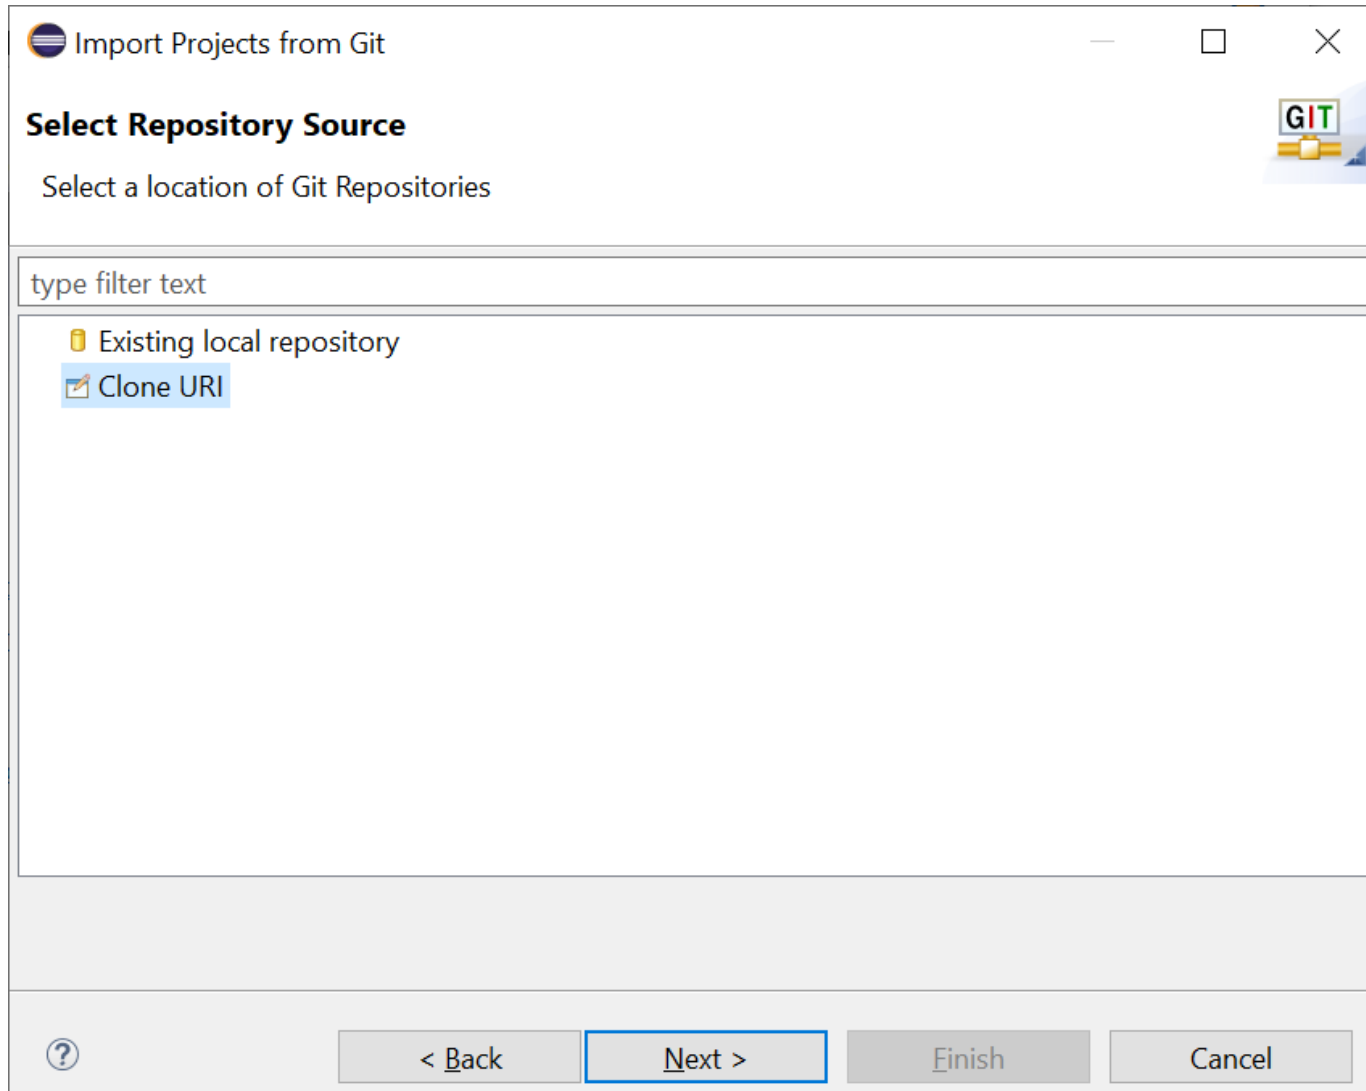 Import Projects from Git
Select Repository Source
GIT
Select a location of Git Repositories
type filter text
Existing local repository
Clone URI
?
< Back
Next >
Finish
Cancel